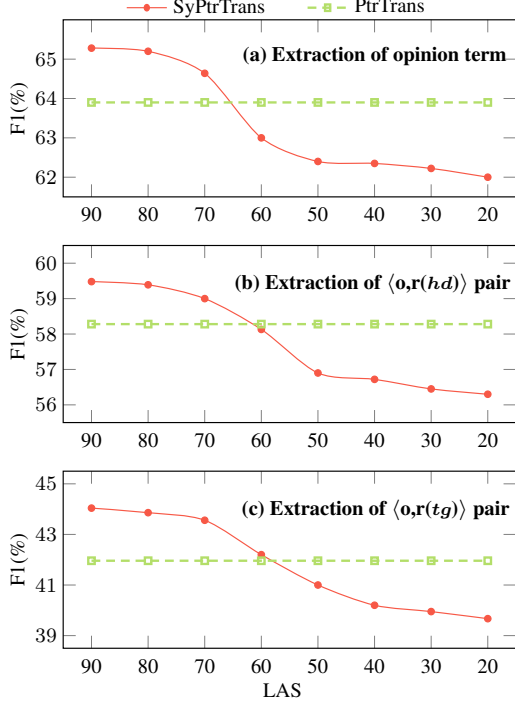 SyPtrTrans PtrTrans
(a) Extraction of opinion term
F1(%)
65
64
63
62
90 80 70 60 50 40 30 20
(b) Extraction of ⟨o,r(hd)⟩ pair
F1(%)
60
59
58
56
56
90 80 70 60 50 40 30 20
(c) Extraction of ⟨o,r(tg)⟩ pair
F1(%)
45
43
41
39
90 80 70 60 50 40 30 20
LAS